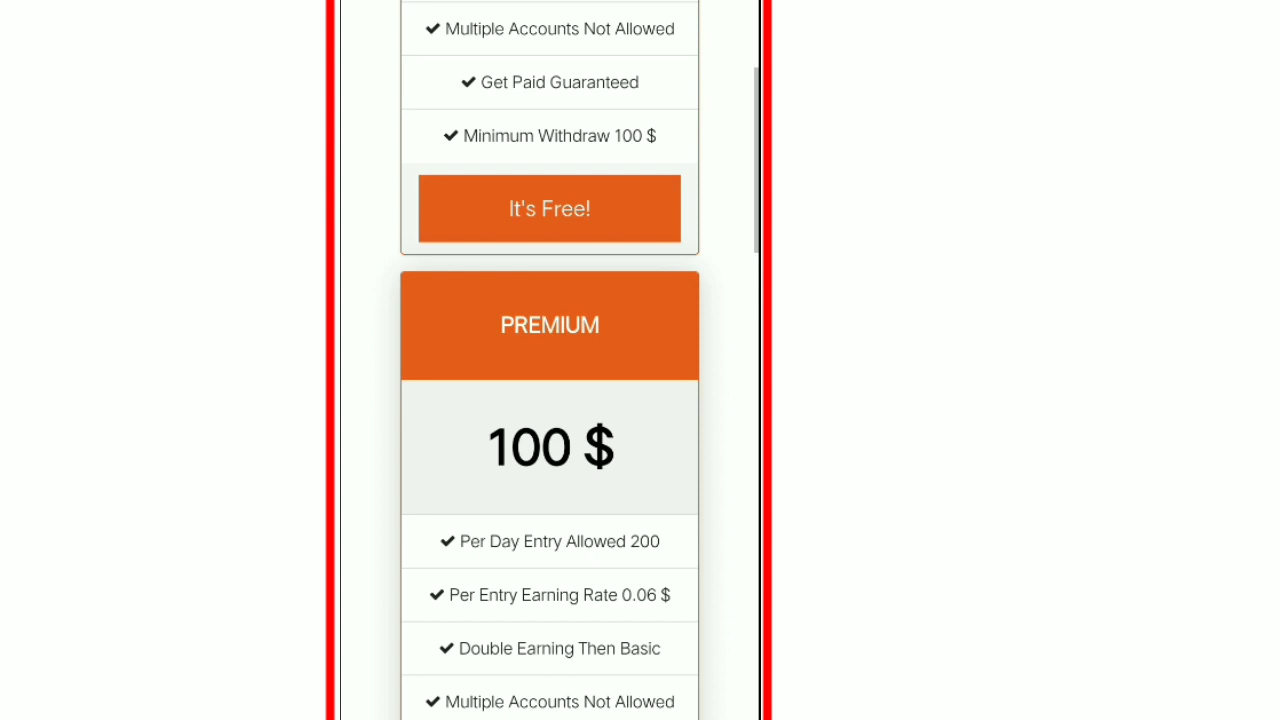 ✔ Multiple Accounts Not Allowed
✔ Get Paid Guaranteed
✔ Minimum Withdraw 100 $
It's Free!
PREMIUM
100 $
✔ Per Day Entry Allowed 200
✔ Per Entry Earning Rate 0.06 $
✔ Double Earning Then Basic
✔ Multiple Accounts Not Allowed